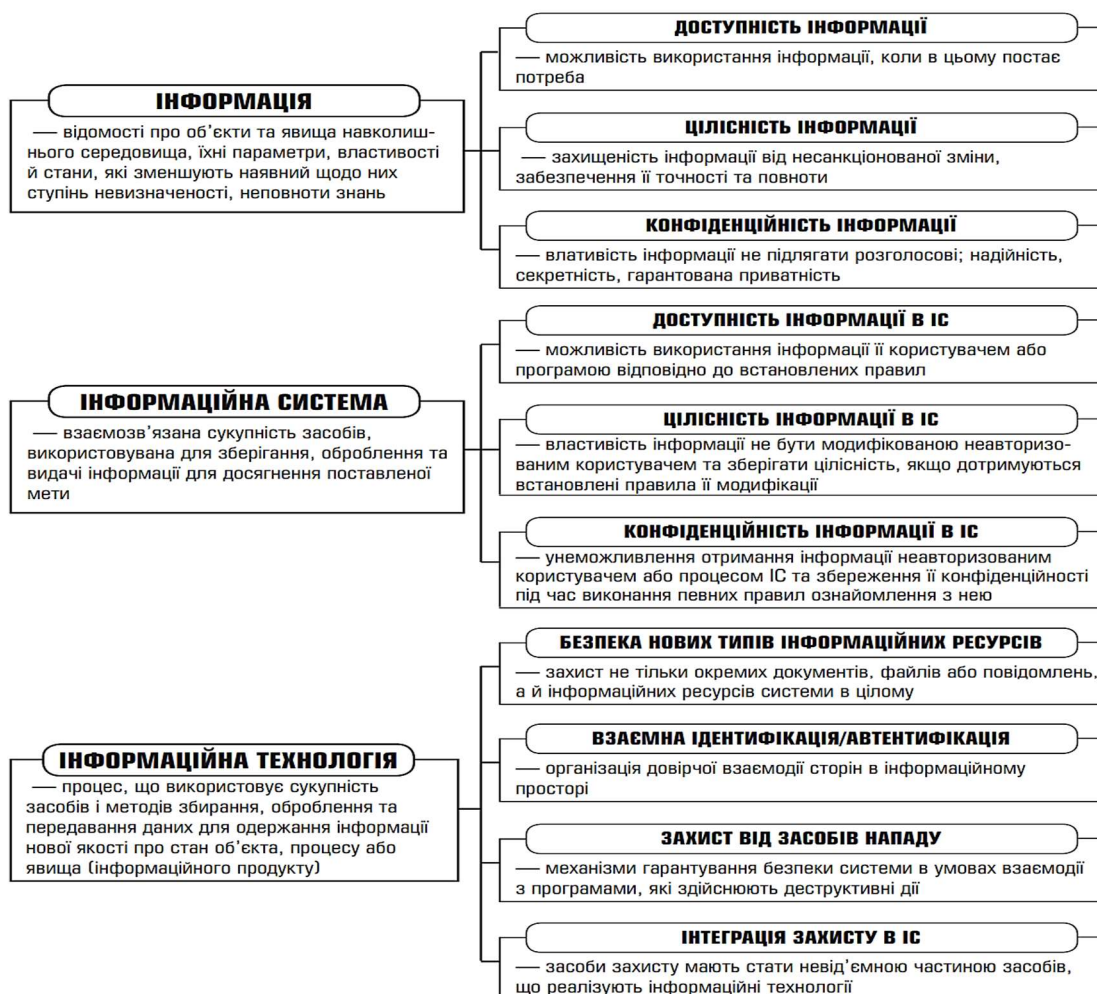 ІНФОРМАЦІЯ
— відомості про об’єкти та явища навколиш-
нього середовища, їхні параметри, властивості
й стани, які зменшують наявний щодо них
ступінь невизначеності, неповноти знань
ДОСТУПНІСТЬ ІНФОРМАЦІЇ
— можливість використання інформації, коли в цьому постає
потреба
ЦІЛІСНІСТЬ ІНФОРМАЦІЇ
— захищеність інформації від несанкціонованої зміни,
забезпечення її точності та повноти
КОНФІДЕНЦІЙНІСТЬ ІНФОРМАЦІЇ
— влативість інформації не підлягати розголосові; надійність,
секретність, гарантована приватність
ІНФОРМАЦІЙНА СИСТЕМА
— взаємозв’язана сукупність засобів,
використовувана для зберігання, оброблення та
видачі інформації для досягнення поставленої
мети
ДОСТУПНІСТЬ ІНФОРМАЦІЇ В ІС
— можливість використання інформації її користувачем або
програмою відповідно до встановлених правил
ЦІЛІСНІСТЬ ІНФОРМАЦІЇ В ІС
— властивість інформації не бути модифікованою неавторизо-
ваним користувачем та зберігати цілісність, якщо дотримуються
встановлені правила її модифікації
КОНФІДЕНЦІЙНІСТЬ ІНФОРМАЦІЇ В ІС
— унеможливлення отримання інформації неавторизованим
користувачем або процесом ІС та збереження її конфіденційності
під час виконання певних правил ознайомлення з нею
ІНФОРМАЦІЙНА ТЕХНОЛОГІЯ
— процес, що використовує сукупність
засобів і методів збирання, оброблення та
передавання даних для одержання інформації
нової якості про стан об’єкта, процесу або
явища (інформаційного продукту)
БЕЗПЕКА НОВИХ ТИПІВ ІНФОРМАЦІЙНИХ РЕСУРСІВ
— захист не тільки окремих документів, файлів або повідомлень,
а й інформаційних ресурсів системи в цілому
ВЗАЄМНА ІДЕНТИФІКАЦІЯ/АВТЕНТИФІКАЦІЯ
— організація довірчої взаємодії сторін в інформаційному
просторі
ЗАХИСТ ВІД ЗАСОБІВ НАПАДУ
— механізми гарантування безпеки системи в умовах взаємодії
з програмами, які здійснюють деструктивні дії
ІНТЕГРАЦІЯ ЗАХИСТУ В ІС
— засоби захисту мають стати невід’ємною частиною засобів,
що реалізують інформаційні технології